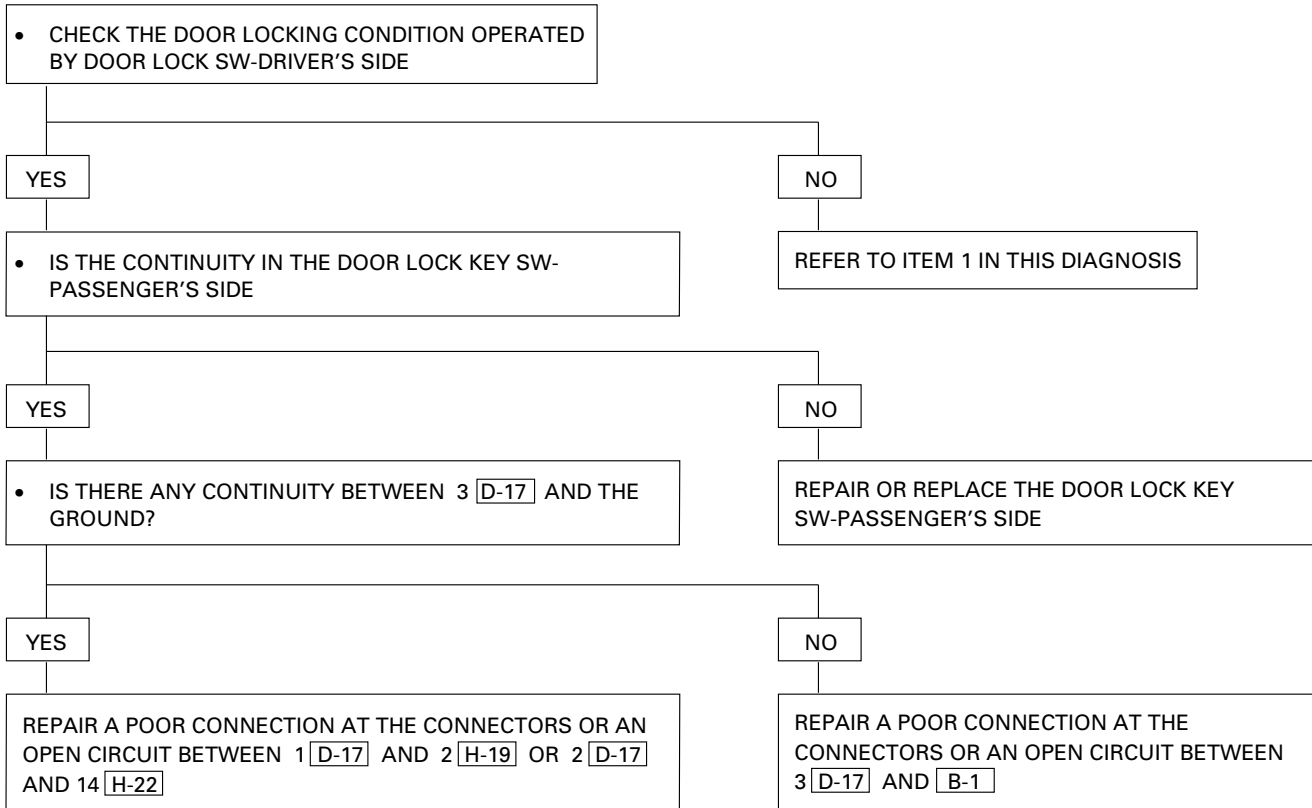 • CHECK THE DOOR LOCKING CONDITION OPERATED
BY DOOR LOCK SW-DRIVER’S SIDE
YES
NO
• IS THE CONTINUITY IN THE DOOR LOCK KEY SW-
PASSENGER’S SIDE
REFER TO ITEM 1 IN THIS DIAGNOSIS
YES
NO
• IS THERE ANY CONTINUITY BETWEEN 3 D-17 AND THE
GROUND?
REPAIR OR REPLACE THE DOOR LOCK KEY
SW-PASSENGER’S SIDE
YES
NO
REPAIR A POOR CONNECTION AT THE CONNECTORS OR AN
OPEN CIRCUIT BETWEEN 1 D-17 AND 2 H-19 OR 2 D-17
AND 14 H-22
REPAIR A POOR CONNECTION AT THE
CONNECTORS OR AN OPEN CIRCUIT BETWEEN
3 D-17 AND B-1